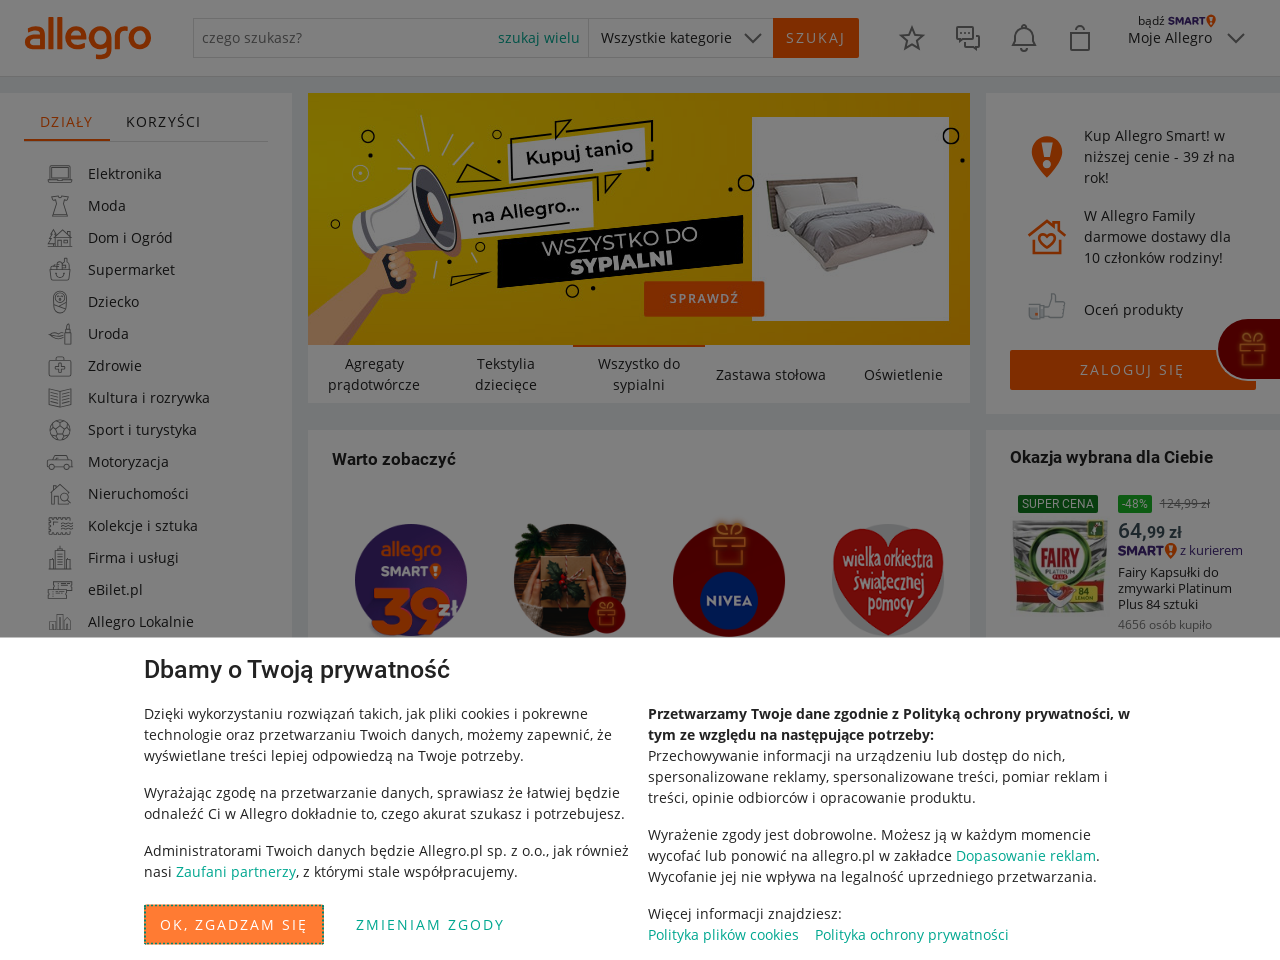 allegro
czego szukasz?
szukaj wielu
Wszystkie kategorie
SZUKAJ
bądź SMART!
Moje Allegro
DZIAŁY
KORZYŚCI
Elektronika
Moda
Dom i Ogród
Supermarket
Dziecko
Uroda
Zdrowie
Kultura i rozrywka
Sport i turystyka
Motoryzacja
Nieruchomości
Kolekcje i sztuka
Firma i usługi
eBilet.pl
Allegro Lokalnie
Kupuj tanio
na Allegro...
WSZYSTKO DO
SYPIALNI
SPRAWDŹ
Agregaty
prądotwórcze
Tekstylia
dziecięce
Wszystko do
sypialni
Zastawa stołowa
Oświetlenie
Kup Allegro Smart! w
niższej cenie - 39 zł na
rok!
W Allegro Family
darmowe dostawy dla
10 członków rodziny!
Oceń produkty
ZALOGUJ SIĘ
Warto zobaczyć
allegro
SMART!
39 zł
NIVEA
wielka orkiestra
świątecznej
pomocy
Okazja wybrana dla Ciebie
SUPER CENA
-48%
124,99 zł
64,99 zł
SMART! z kurierem
FAIRY
PLATINUM
PLUS
84
LEMON
Fairy Kapsułki do
zmywarki Platinum
Plus 84 sztuki
4656 osób kupiło
Dbamy o Twoją prywatność
Dzięki wykorzystaniu rozwiązań takich, jak pliki cookies i pokrewne
technologie oraz przetwarzaniu Twoich danych, możemy zapewnić, że
wyświetlane treści lepiej odpowiedzą na Twoje potrzeby.
Wyrażając zgodę na przetwarzanie danych, sprawiasz że łatwiej będzie
odnaleźć Ci w Allegro dokładnie to, czego akurat szukasz i potrzebujesz.
Administratorami Twoich danych będzie Allegro.pl sp. z o.o., jak również
nasi Zaufani partnerzy, z którymi stale współpracujemy.
OK, ZGADZAM SIĘ
ZMIENIAM ZGODY
Przetwarzamy Twoje dane zgodnie z Polityką ochrony prywatności, w
tym ze względu na następujące potrzeby:
Przechowywanie informacji na urządzeniu lub dostęp do nich,
spersonalizowane reklamy, spersonalizowane treści, pomiar reklam i
treści, opinie odbiorców i opracowanie produktu.
Wyrażenie zgody jest dobrowolne. Możesz ją w każdym momencie
wycofać lub ponowić na allegro.pl w zakładce Dopasowanie reklam.
Wycofanie jej nie wpływa na legalność uprzedniego przetwarzania.
Więcej informacji znajdziesz:
Polityka plików cookies
Polityka ochrony prywatności